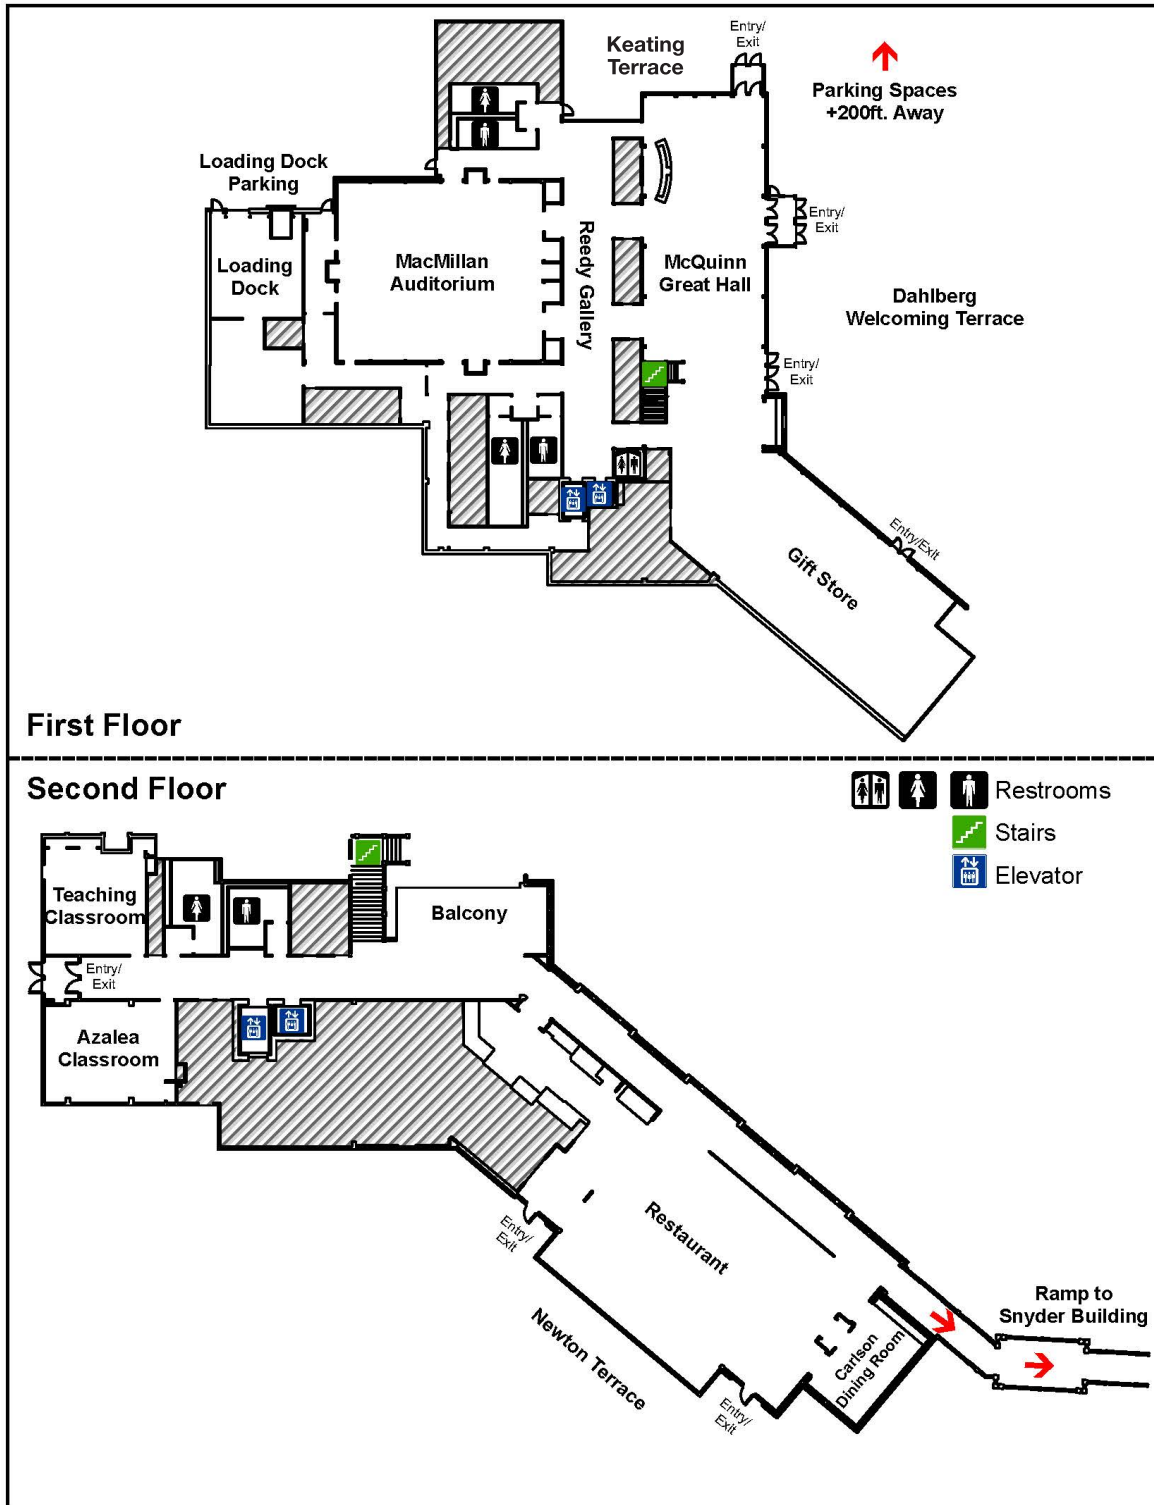 Entry/
Exit
Keating
Terrace
Parking Spaces
+200ft. Away
Loading Dock
Parking
Entry/
Exit
Loading
Dock
MacMillan
Auditorium
Reedy Gallery
McQuinn
Great Hall
Dahlberg
Welcoming Terrace
Entry/
Exit
Entry/Exit
Gift Store
First Floor
Second Floor
Restrooms
Stairs
Elevator
Teaching
Classroom
Balcony
Entry/
Exit
Azalea
Classroom
Restaurant
Entry/
Exit
Newton Terrace
Ramp to
Snyder Building
Carlson
Dining Room
Entry/
Exit